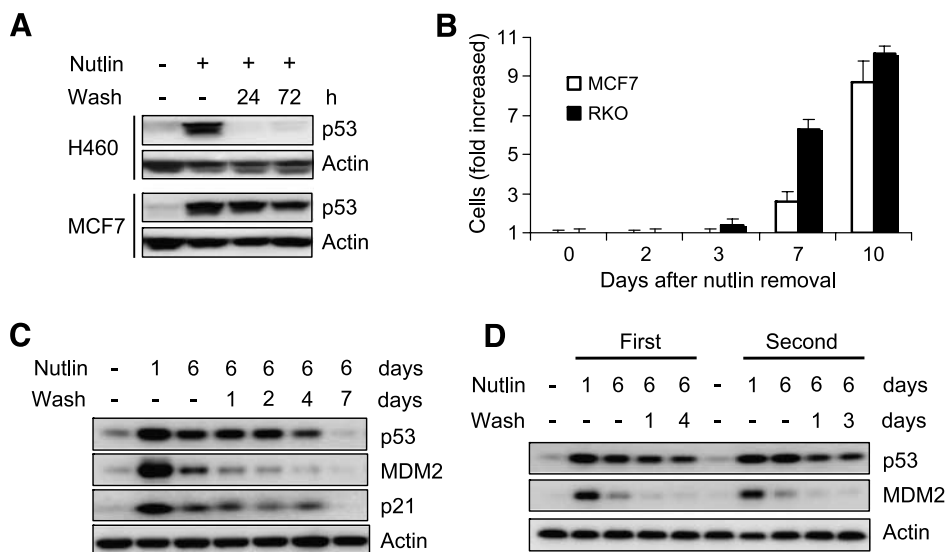 A
Nutlin - + + +
Wash - - 24 72 h
H460
p53
Actin
MCF7
p53
Actin
B
Cells (fold increased)
11
9
7
5
3
1
MCF7
RKO
0 2 3 7 10
Days after nutlin removal
C
Nutlin - 1 6 6 6 6 6 days
Wash - - - 1 2 4 7 days
p53
MDM2
p21
Actin
D
First Second
Nutlin - 1 6 6 6 - 1 6 6 6 days
Wash - - - 1 4 - - - 1 3 days
p53
MDM2
Actin